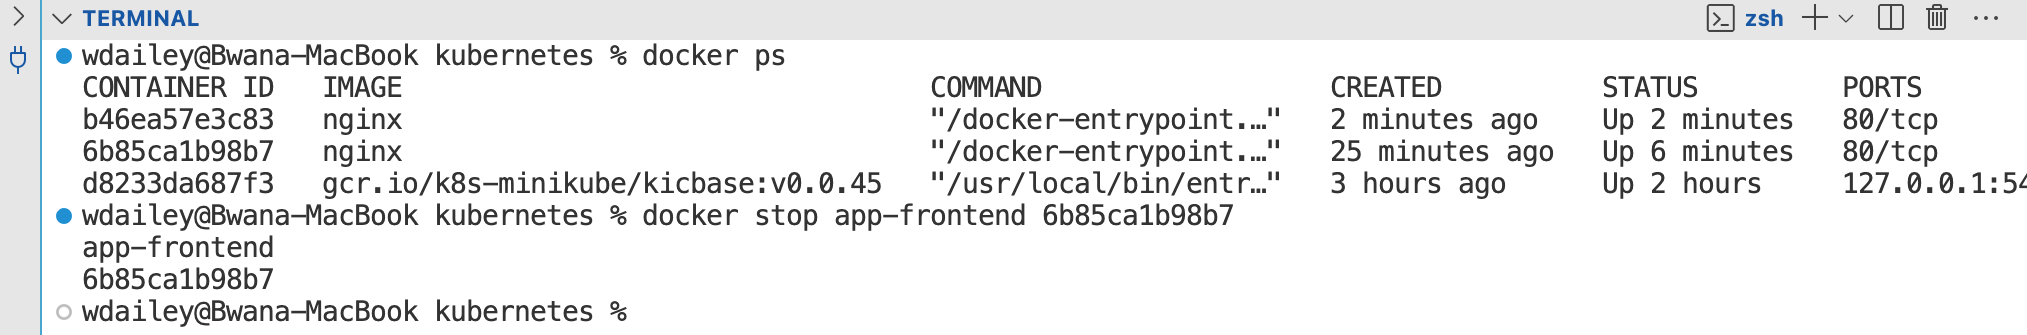 TERMINAL zsh
wdailey@Bwana-MacBook kubernetes % docker ps
CONTAINER ID   IMAGE                                 COMMAND                  CREATED          STATUS         PORTS
b46ea57e3c83   nginx                                 "/docker-entrypoint.…"   2 minutes ago    Up 2 minutes   80/tcp
6b85ca1b98b7   nginx                                 "/docker-entrypoint.…"   25 minutes ago   Up 6 minutes   80/tcp
d8233da687f3   gcr.io/k8s-minikube/kicbase:v0.0.45   "/usr/local/bin/entr…"   3 hours ago      Up 2 hours     127.0.0.1:54
wdailey@Bwana-MacBook kubernetes % docker stop app-frontend 6b85ca1b98b7
app-frontend
6b85ca1b98b7
wdailey@Bwana-MacBook kubernetes %